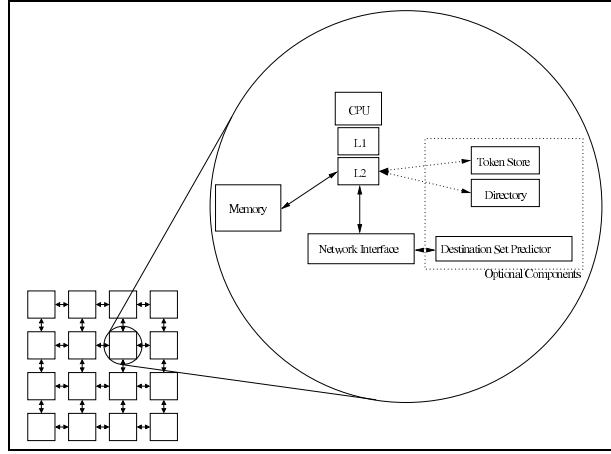 CPU
L1
L2
Token Store
Directory
Memory
Network Interface
Destination Set Predictor
Optional Components